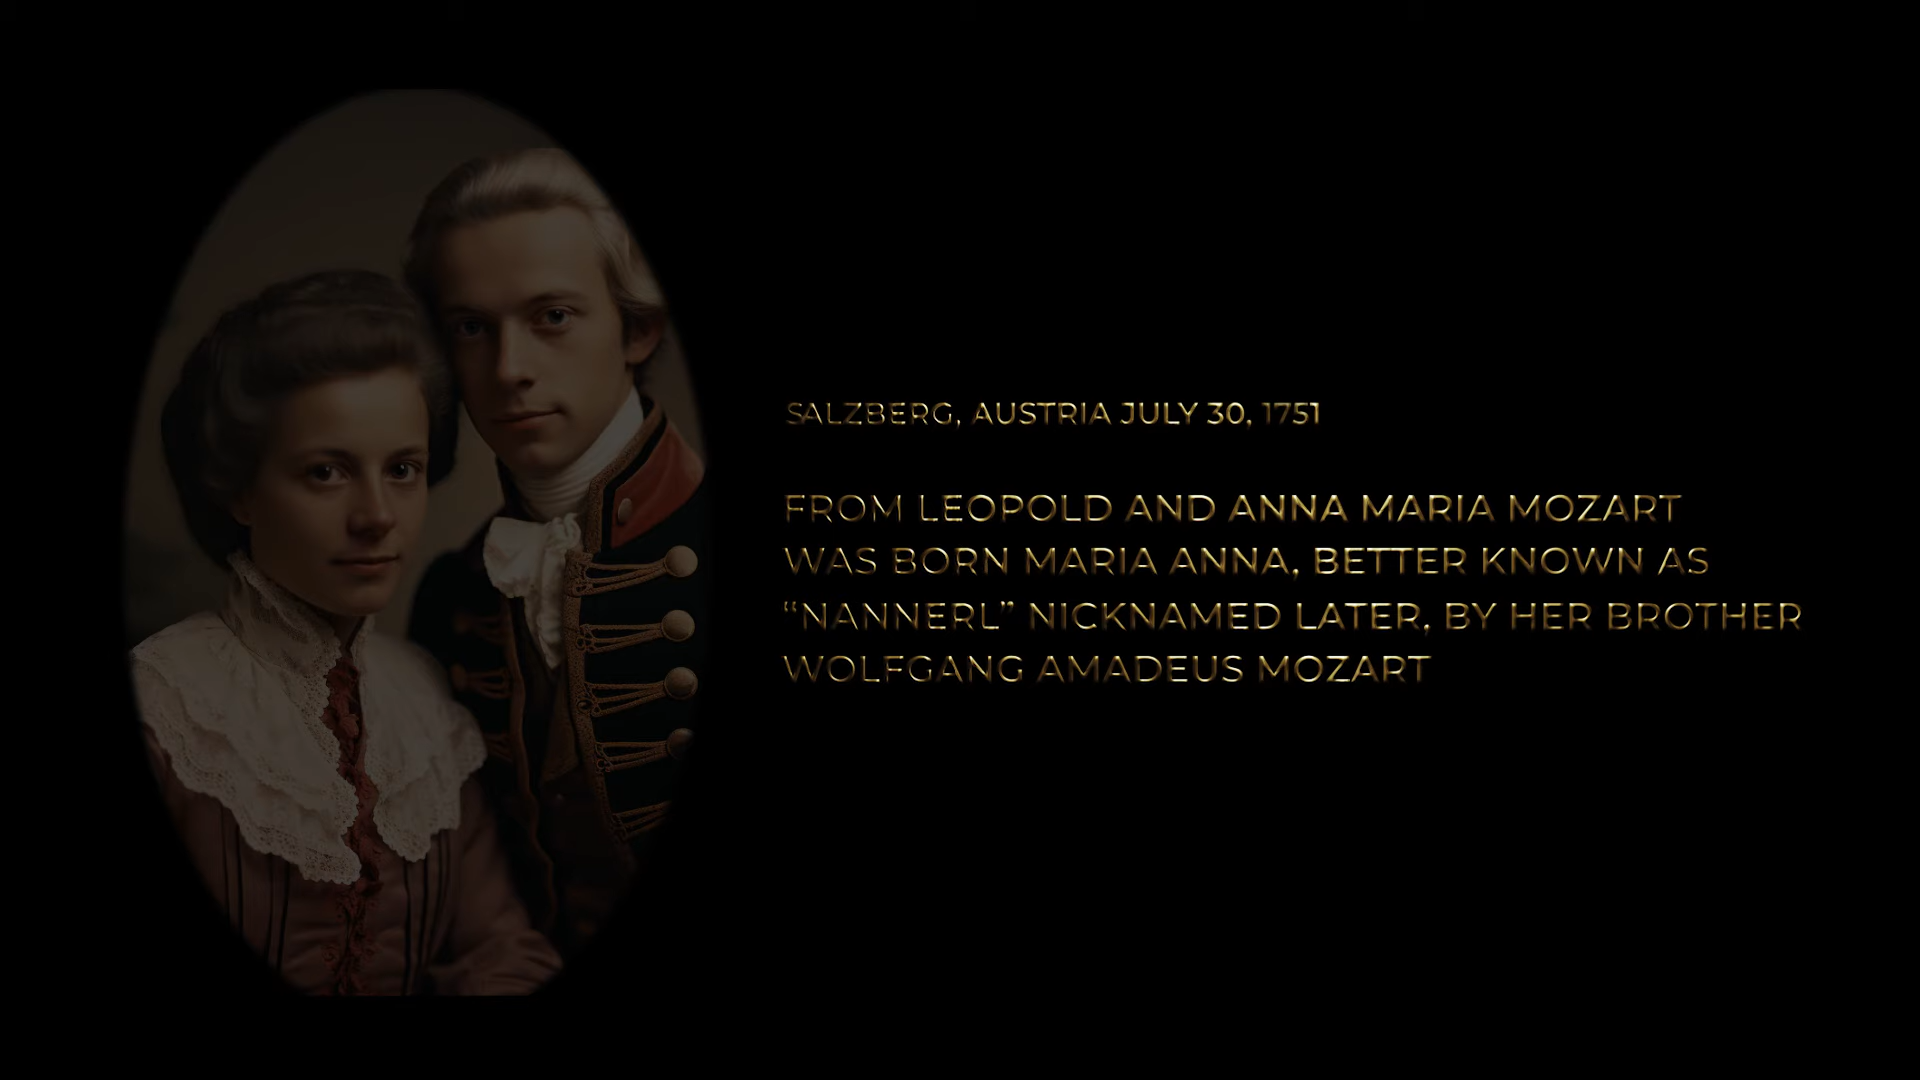 SALZBERG, AUSTRIA JULY 30, 1751
FROM LEOPOLD AND ANNA MARIA MOZART
WAS BORN MARIA ANNA, BETTER KNOWN AS
“NANNERL” NICKNAMED LATER, BY HER BROTHER
WOLFGANG AMADEUS MOZART